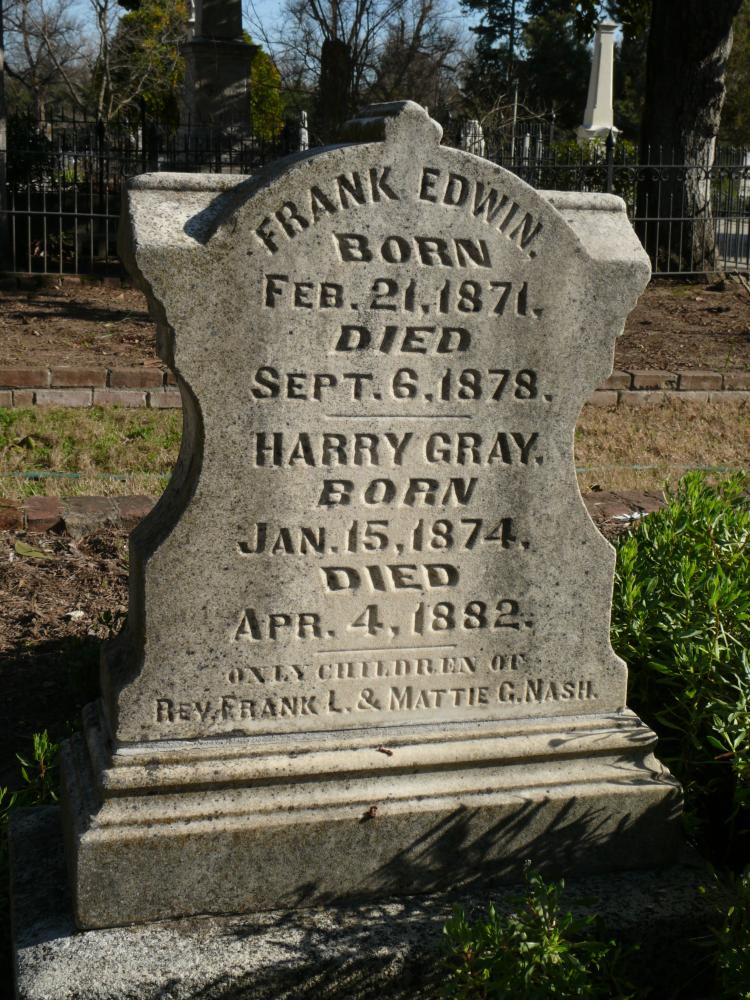 FRANK EDWIN.
BORN
FEB. 21, 1871.
DIED
SEPT. 6, 1878.
HARRY GRAY.
BORN
JAN. 15, 1874.
DIED
APR. 4, 1882.
ONLY CHILDREN OF
REV. FRANK L. & MATTIE G. NASH.